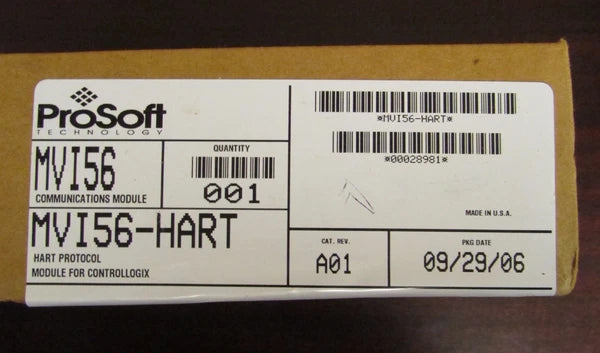 ProSoft
TECHNOLOGY
MVI56
COMMUNICATIONS MODULE
QUANTITY
001
MVI56-HART
HART PROTOCOL
MODULE FOR CONTROLLOGIX
*MVI56-HART*
*00028981*
MADE IN U.S.A.
CAT. REV.
A01
PKG DATE
09/29/06